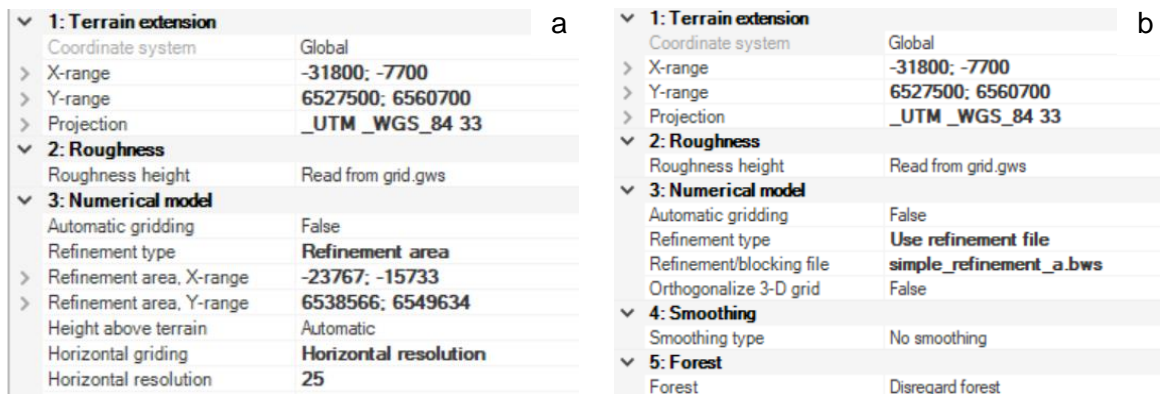 a
1: Terrain extension
Coordinate system Global
X-range -31800; -7700
Y-range 6527500; 6560700
Projection _UTM _WGS_84 33
2: Roughness
Roughness height Read from grid.gws
3: Numerical model
Automatic gridding False
Refinement type Refinement area
Refinement area, X-range -23767; -15733
Refinement area, Y-range 6538566; 6549634
Height above terrain Automatic
Horizontal griding Horizontal resolution
Horizontal resolution 25
b
1: Terrain extension
Coordinate system Global
X-range -31800; -7700
Y-range 6527500; 6560700
Projection _UTM _WGS_84 33
2: Roughness
Roughness height Read from grid.gws
3: Numerical model
Automatic gridding False
Refinement type Use refinement file
Refinement/blocking file simple_refinement_a.bws
Orthogonalize 3-D grid False
4: Smoothing
Smoothing type No smoothing
5: Forest
Forest Disregard forest